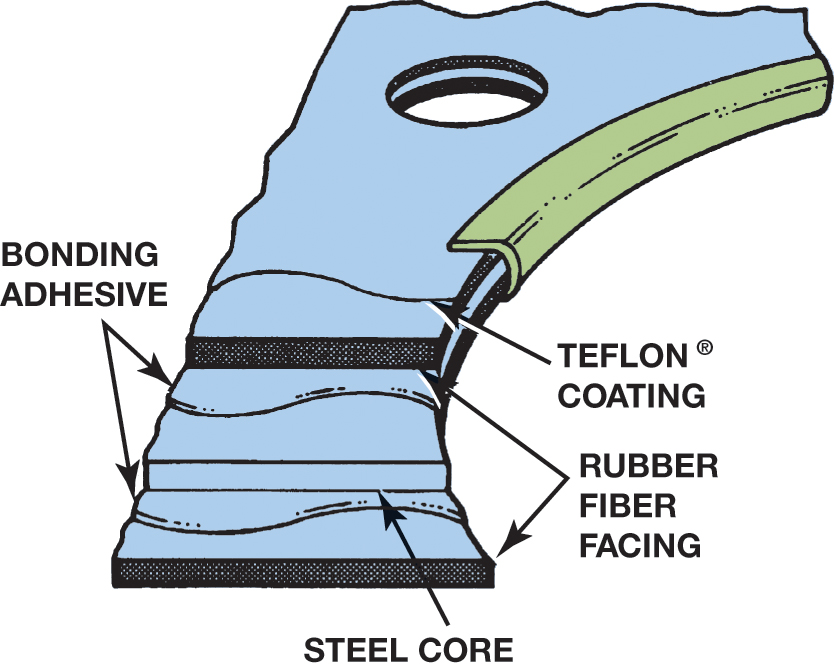 BONDING
ADHESIVE
TEFLON ®
COATING
RUBBER
FIBER
FACING
STEEL CORE